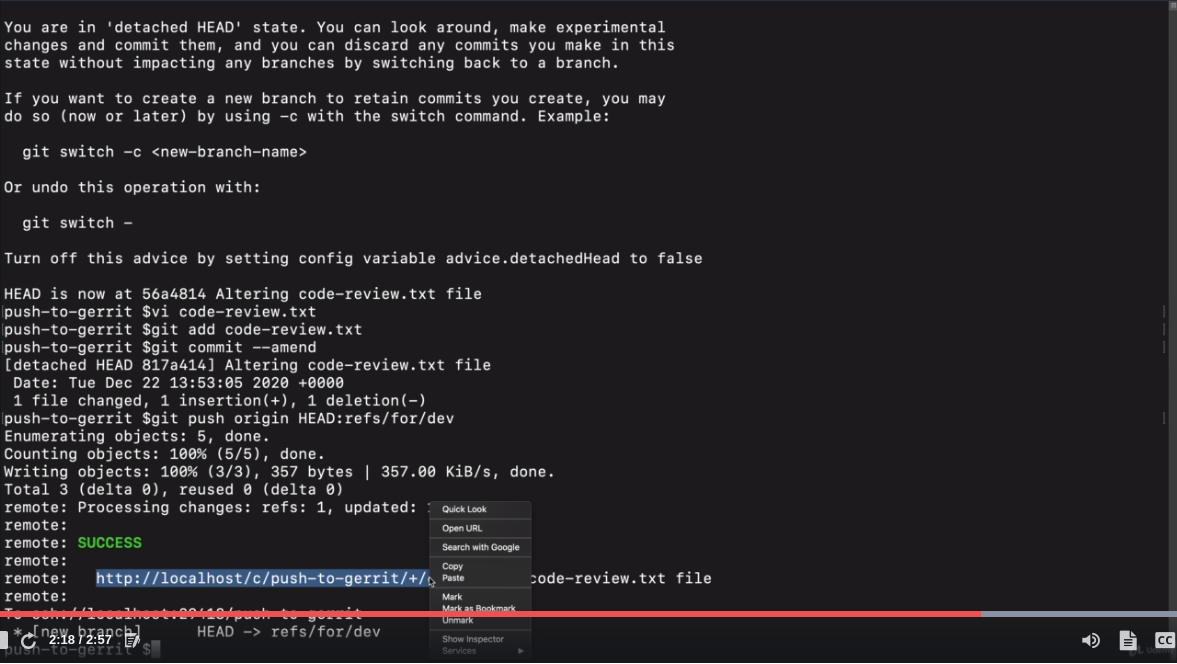 You are in 'detached HEAD' state. You can look around, make experimental
changes and commit them, and you can discard any commits you make in this
state without impacting any branches by switching back to a branch.
If you want to create a new branch to retain commits you create, you may
do so (now or later) by using -c with the switch command. Example:
git switch -c <new-branch-name>
Or undo this operation with:
git switch -
Turn off this advice by setting config variable advice.detachedHead to false
HEAD is now at 56a4814 Altering code-review.txt file
push-to-gerrit $vi code-review.txt
push-to-gerrit $git add code-review.txt
push-to-gerrit $git commit --amend
[detached HEAD 817a414] Altering code-review.txt file
Date: Tue Dec 22 13:53:05 2020 +0000
1 file changed, 1 insertion(+), 1 deletion(-)
push-to-gerrit $git push origin HEAD:refs/for/dev
Enumerating objects: 5, done.
Counting objects: 100% (5/5), done.
Writing objects: 100% (3/3), 357 bytes | 357.00 KiB/s, done.
Total 3 (delta 0), reused 0 (delta 0)
remote: Processing changes: refs: 1, updated:
remote:
remote: SUCCESS
remote:
remote: http://localhost/c/push-to-gerrit/+/ code-review.txt file
remote:
To ssh://localhost:29418/push-to-gerrit
* [new branch] HEAD -> refs/for/dev
push-to-gerrit $
Quick Look
Open URL
Search with Google
Copy
Paste
Mark
Mark as Bookmark
Unmark
Show Inspector
Services
2:18 / 2:57
CC